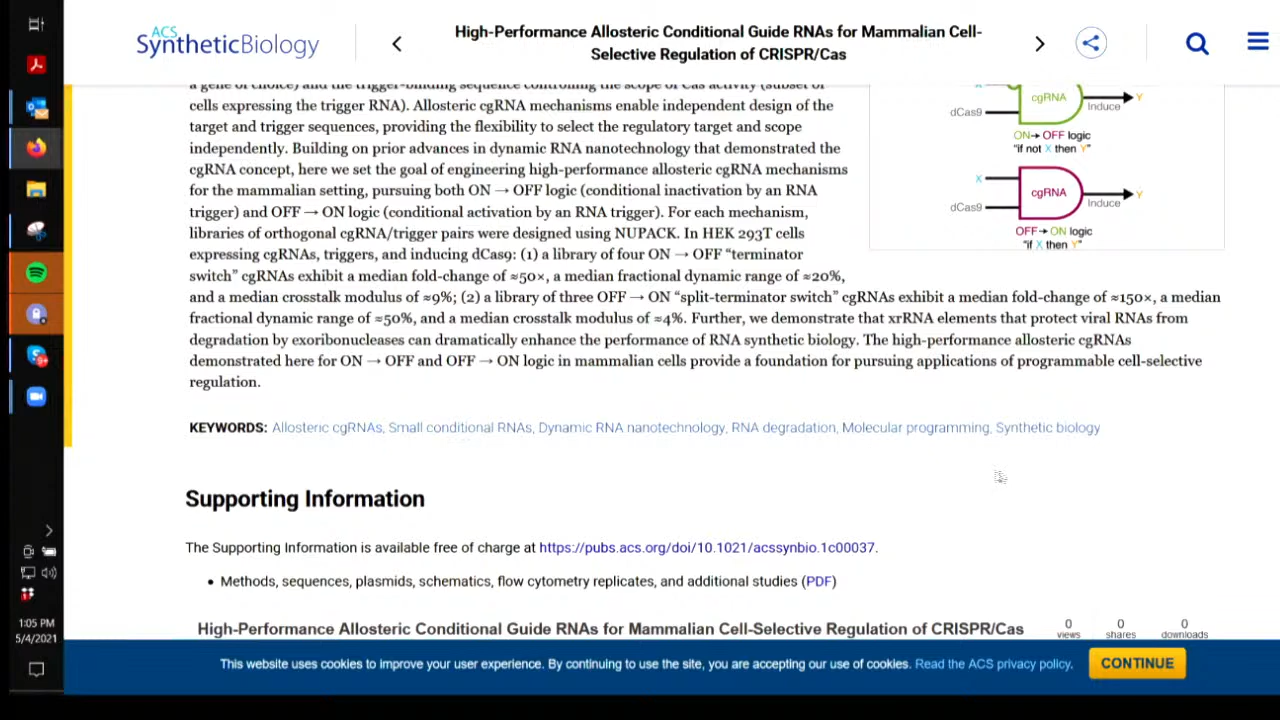 ACS
SyntheticBiology
High-Performance Allosteric Conditional Guide RNAs for Mammalian Cell-
Selective Regulation of CRISPR/Cas
a gene of choice) and the trigger-binding sequence controlling the scope of Cas activity (subset of
cells expressing the trigger RNA). Allosteric cgRNA mechanisms enable independent design of the
target and trigger sequences, providing the flexibility to select the regulatory target and scope
independently. Building on prior advances in dynamic RNA nanotechnology that demonstrated the
cgRNA concept, here we set the goal of engineering high-performance allosteric cgRNA mechanisms
for the mammalian setting, pursuing both ON → OFF logic (conditional inactivation by an RNA
trigger) and OFF → ON logic (conditional activation by an RNA trigger). For each mechanism,
libraries of orthogonal cgRNA/trigger pairs were designed using NUPACK. In HEK 293T cells
expressing cgRNAs, triggers, and inducing dCas9: (1) a library of four ON → OFF “terminator
switch” cgRNAs exhibit a median fold-change of ≈50×, a median fractional dynamic range of ≈20%,
and a median crosstalk modulus of ≈9%; (2) a library of three OFF → ON “split-terminator switch” cgRNAs exhibit a median fold-change of ≈150×, a median
fractional dynamic range of ≈50%, and a median crosstalk modulus of ≈4%. Further, we demonstrate that xrRNA elements that protect viral RNAs from
degradation by exoribonucleases can dramatically enhance the performance of RNA synthetic biology. The high-performance allosteric cgRNAs
demonstrated here for ON → OFF and OFF → ON logic in mammalian cells provide a foundation for pursuing applications of programmable cell-selective
regulation.
X
cgRNA
Y
Induce
dCas9
ON→ OFF logic
"if not X then Y"
X
cgRNA
Y
Induce
dCas9
OFF→ ON logic
"if X then Y"
KEYWORDS: Allosteric cgRNAs, Small conditional RNAs, Dynamic RNA nanotechnology, RNA degradation, Molecular programming, Synthetic biology
Supporting Information
The Supporting Information is available free of charge at https://pubs.acs.org/doi/10.1021/acssynbio.1c00037.
• Methods, sequences, plasmids, schematics, flow cytometry replicates, and additional studies (PDF)
High-Performance Allosteric Conditional Guide RNAs for Mammalian Cell-Selective Regulation of CRISPR/Cas
0 0 0
views shares downloads
This website uses cookies to improve your user experience. By continuing to use the site, you are accepting our use of cookies. Read the ACS privacy policy.
CONTINUE
1:05 PM
5/4/2021